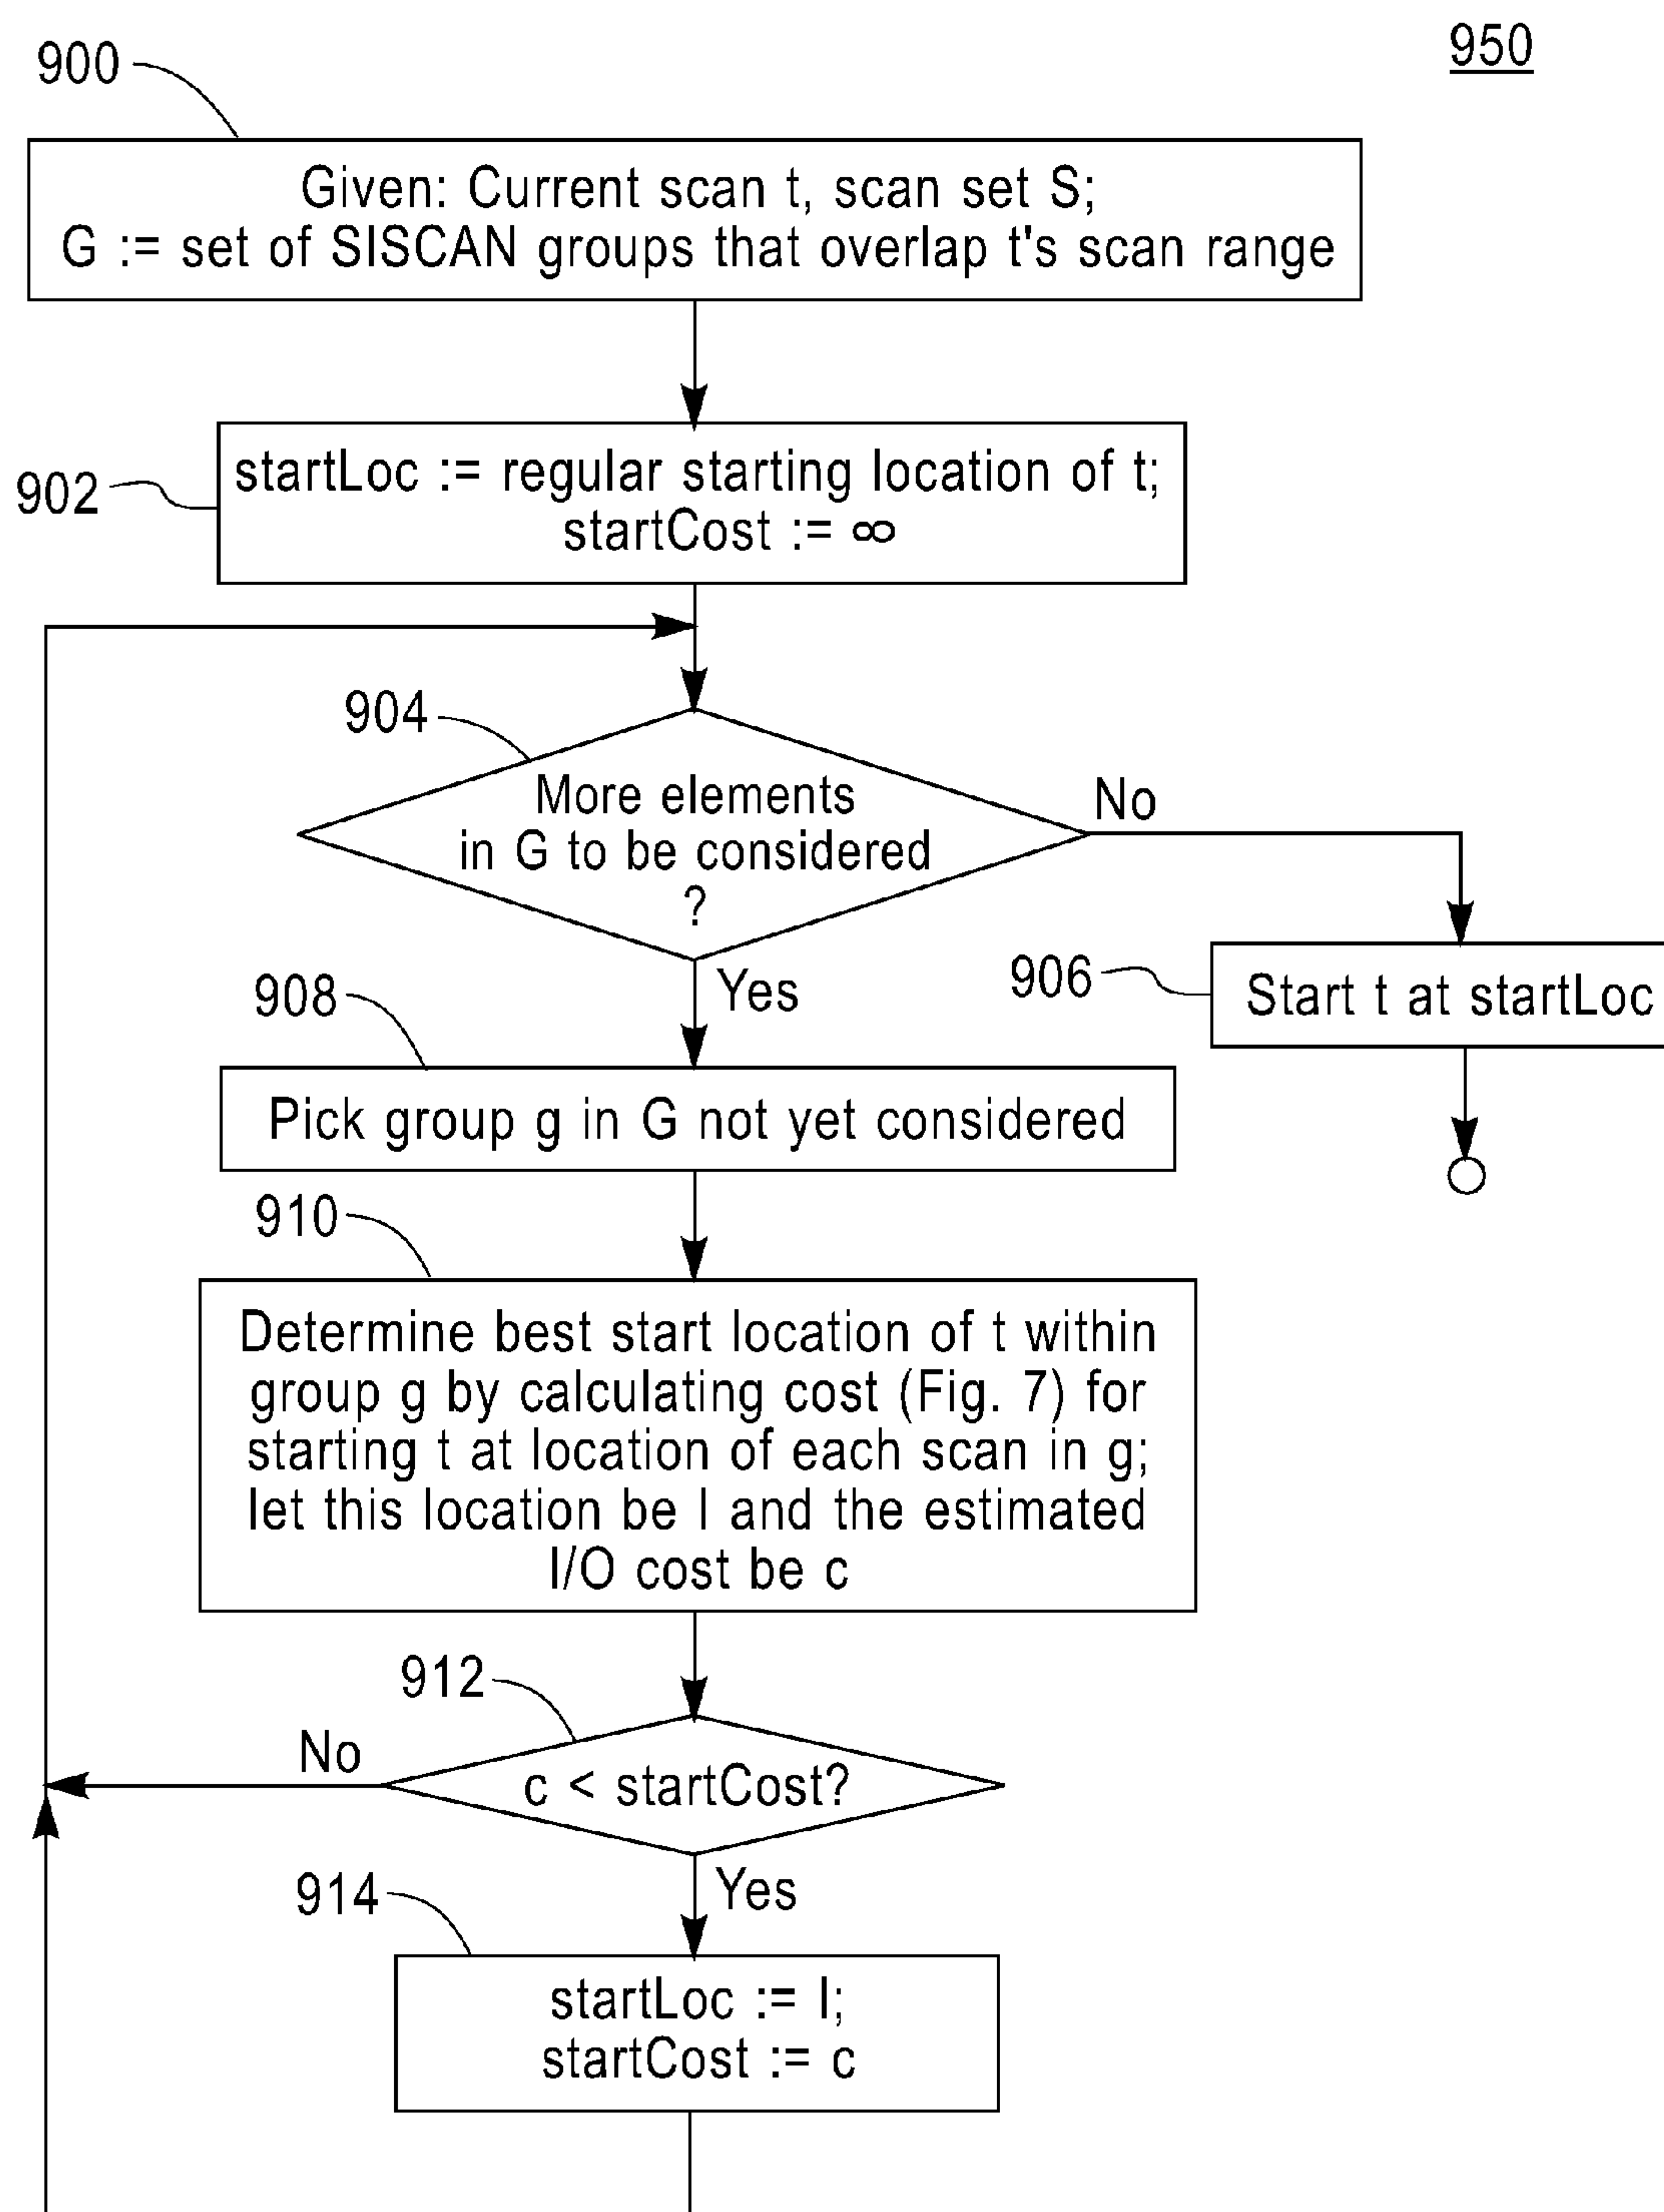 950
900
Given: Current scan t, scan set S;
G := set of SISCAN groups that overlap t's scan range
902
startLoc := regular starting location of t;
startCost := ∞
904
More elements
in G to be considered
?
No
Yes
906
Start t at startLoc
908
Pick group g in G not yet considered
910
Determine best start location of t within
group g by calculating cost (Fig. 7) for
starting t at location of each scan in g;
let this location be l and the estimated
I/O cost be c
912
No
c < startCost?
Yes
914
startLoc := l;
startCost := c